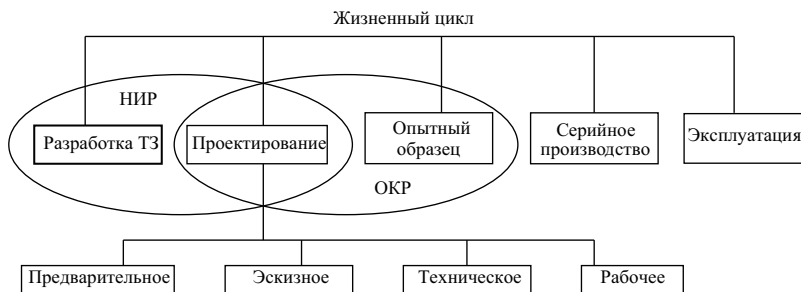 Жизненный цикл
НИР
Разработка ТЗ
Проектирование
Опытный
образец
Серийное
производство
Эксплуатация
ОКР
Предварительное
Эскизное
Техническое
Рабочее